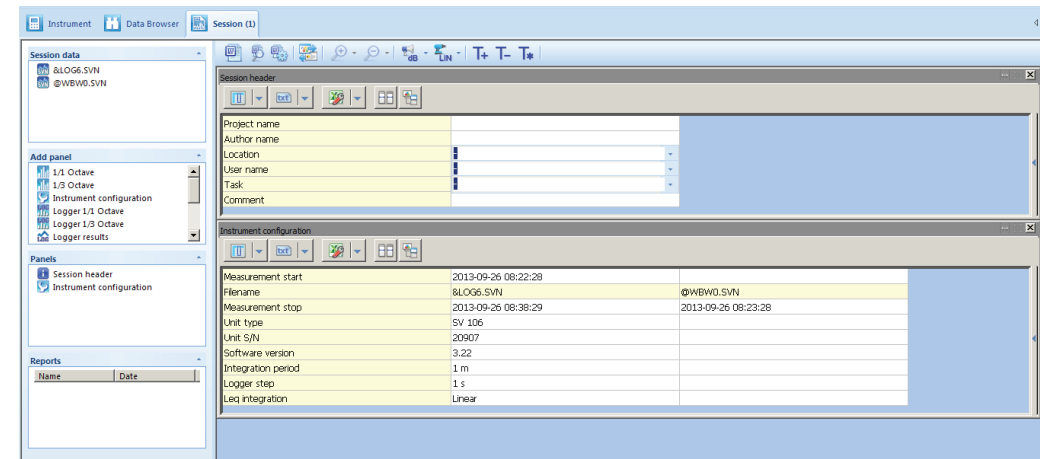 Instrument Data Browser Session (1)
Session data
&LOG6.SVN
@WBW0.SVN
Add panel
1/1 Octave
1/3 Octave
Instrument configuration
Logger 1/1 Octave
Logger 1/3 Octave
Logger results
Panels
Session header
Instrument configuration
Reports
Name Date
dB LIN T+ T- T*
Session header
txt
Project name
Author name
Location -
User name -
Task -
Comment
Instrument configuration
txt
Measurement start 2013-09-26 08:22:28
Filename &LOG6.SVN @WBW0.SVN
Measurement stop 2013-09-26 08:38:29 2013-09-26 08:23:28
Unit type SV 106
Unit S/N 20907
Software version 3.22
Integration period 1 m
Logger step 1 s
Leq integration Linear